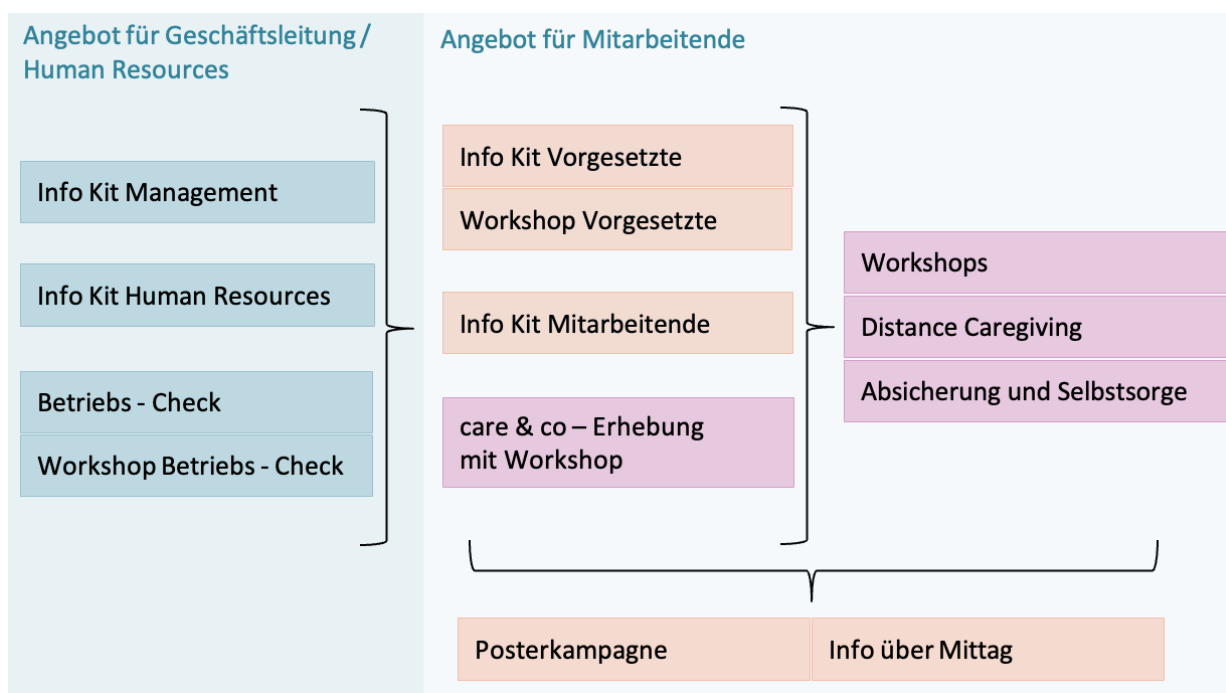 Angebot für Geschäftsleitung /
Human Resources
Info Kit Management
Info Kit Human Resources
Betriebs - Check
Workshop Betriebs - Check
Angebot für Mitarbeitende
Info Kit Vorgesetzte
Workshop Vorgesetzte
Info Kit Mitarbeitende
care & co – Erhebung
mit Workshop
Workshops
Distance Caregiving
Absicherung und Selbstsorge
Posterkampagne
Info über Mittag